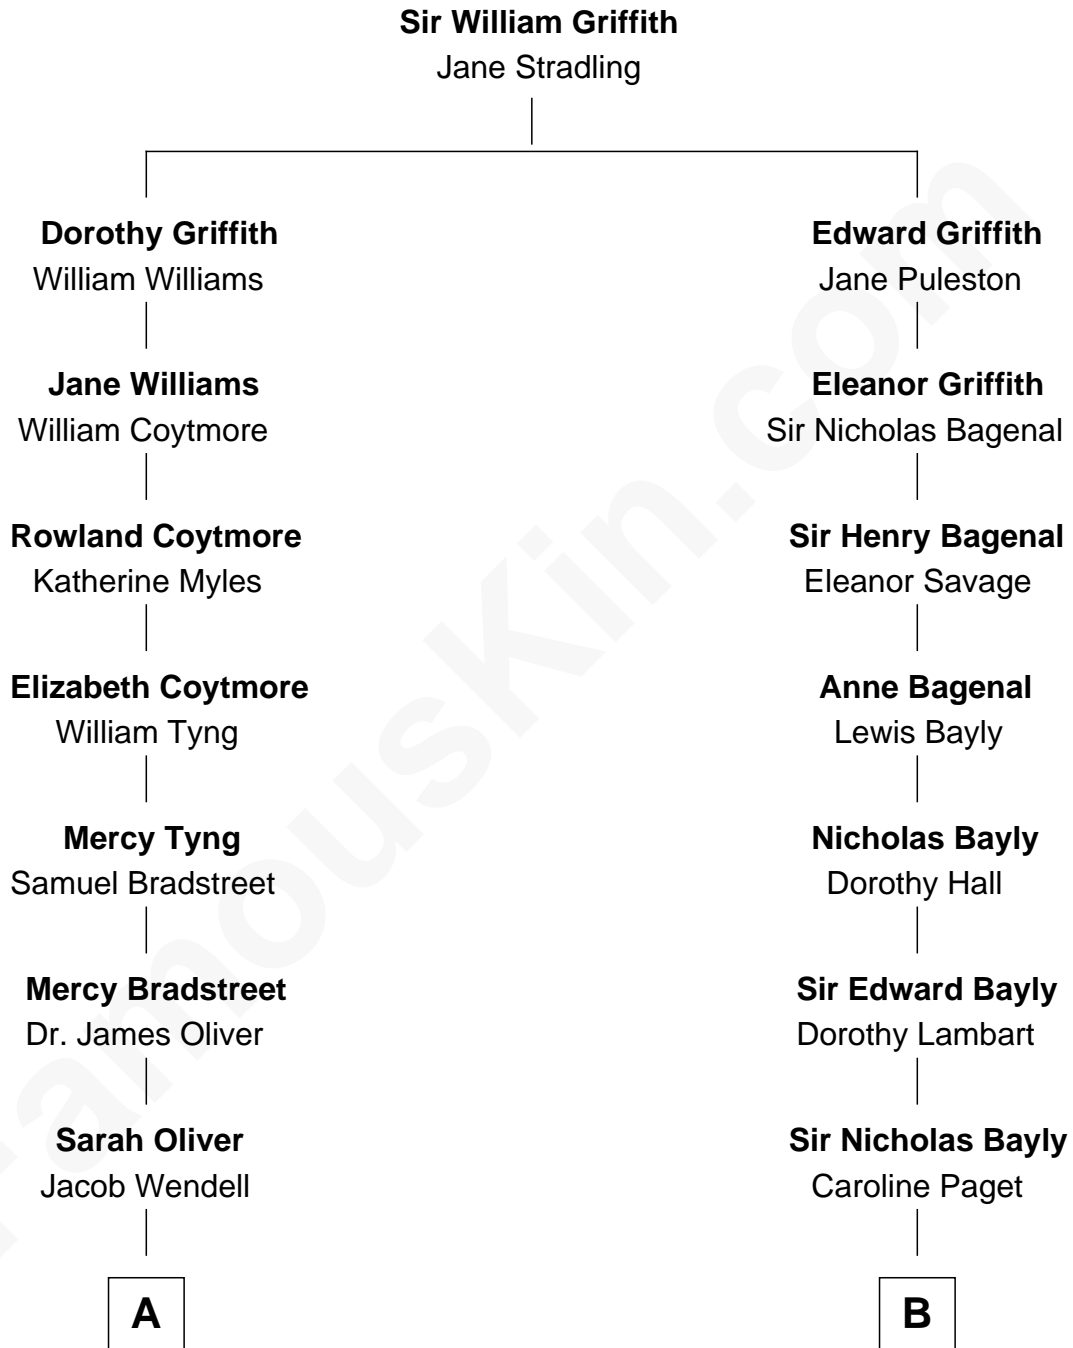 Sir William Griffith
Jane Stradling
Dorothy Griffith
William Williams
Edward Griffith
Jane Puleston
Jane Williams
William Coytmore
Eleanor Griffith
Sir Nicholas Bagenal
Rowland Coytmore
Katherine Myles
Sir Henry Bagenal
Eleanor Savage
Elizabeth Coytmore
William Tyng
Anne Bagenal
Lewis Bayly
Mercy Tyng
Samuel Bradstreet
Nicholas Bayly
Dorothy Hall
Mercy Bradstreet
Dr. James Oliver
Sir Edward Bayly
Dorothy Lambart
Sarah Oliver
Jacob Wendell
Sir Nicholas Bayly
Caroline Paget
A
B
FamousKin.com